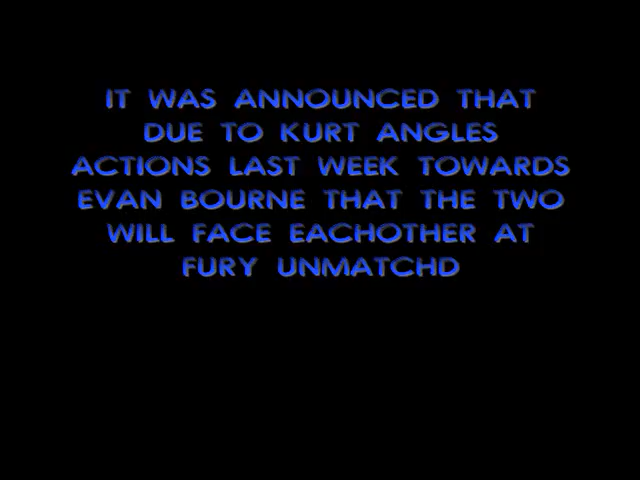 IT WAS ANNOUNCED THAT
DUE TO KURT ANGLES
ACTIONS LAST WEEK TOWARDS
EVAN BOURNE THAT THE TWO
WILL FACE EACHOTHER AT
FURY UNMATCHD